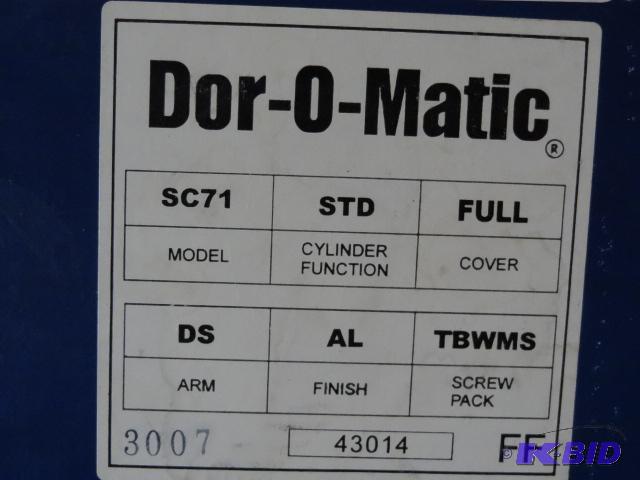 Dor-O-Matic®
SC71 STD FULL
MODEL CYLINDER FUNCTION COVER
DS AL TBWMS
ARM FINISH SCREW PACK
3007 43014 FF
K-BID